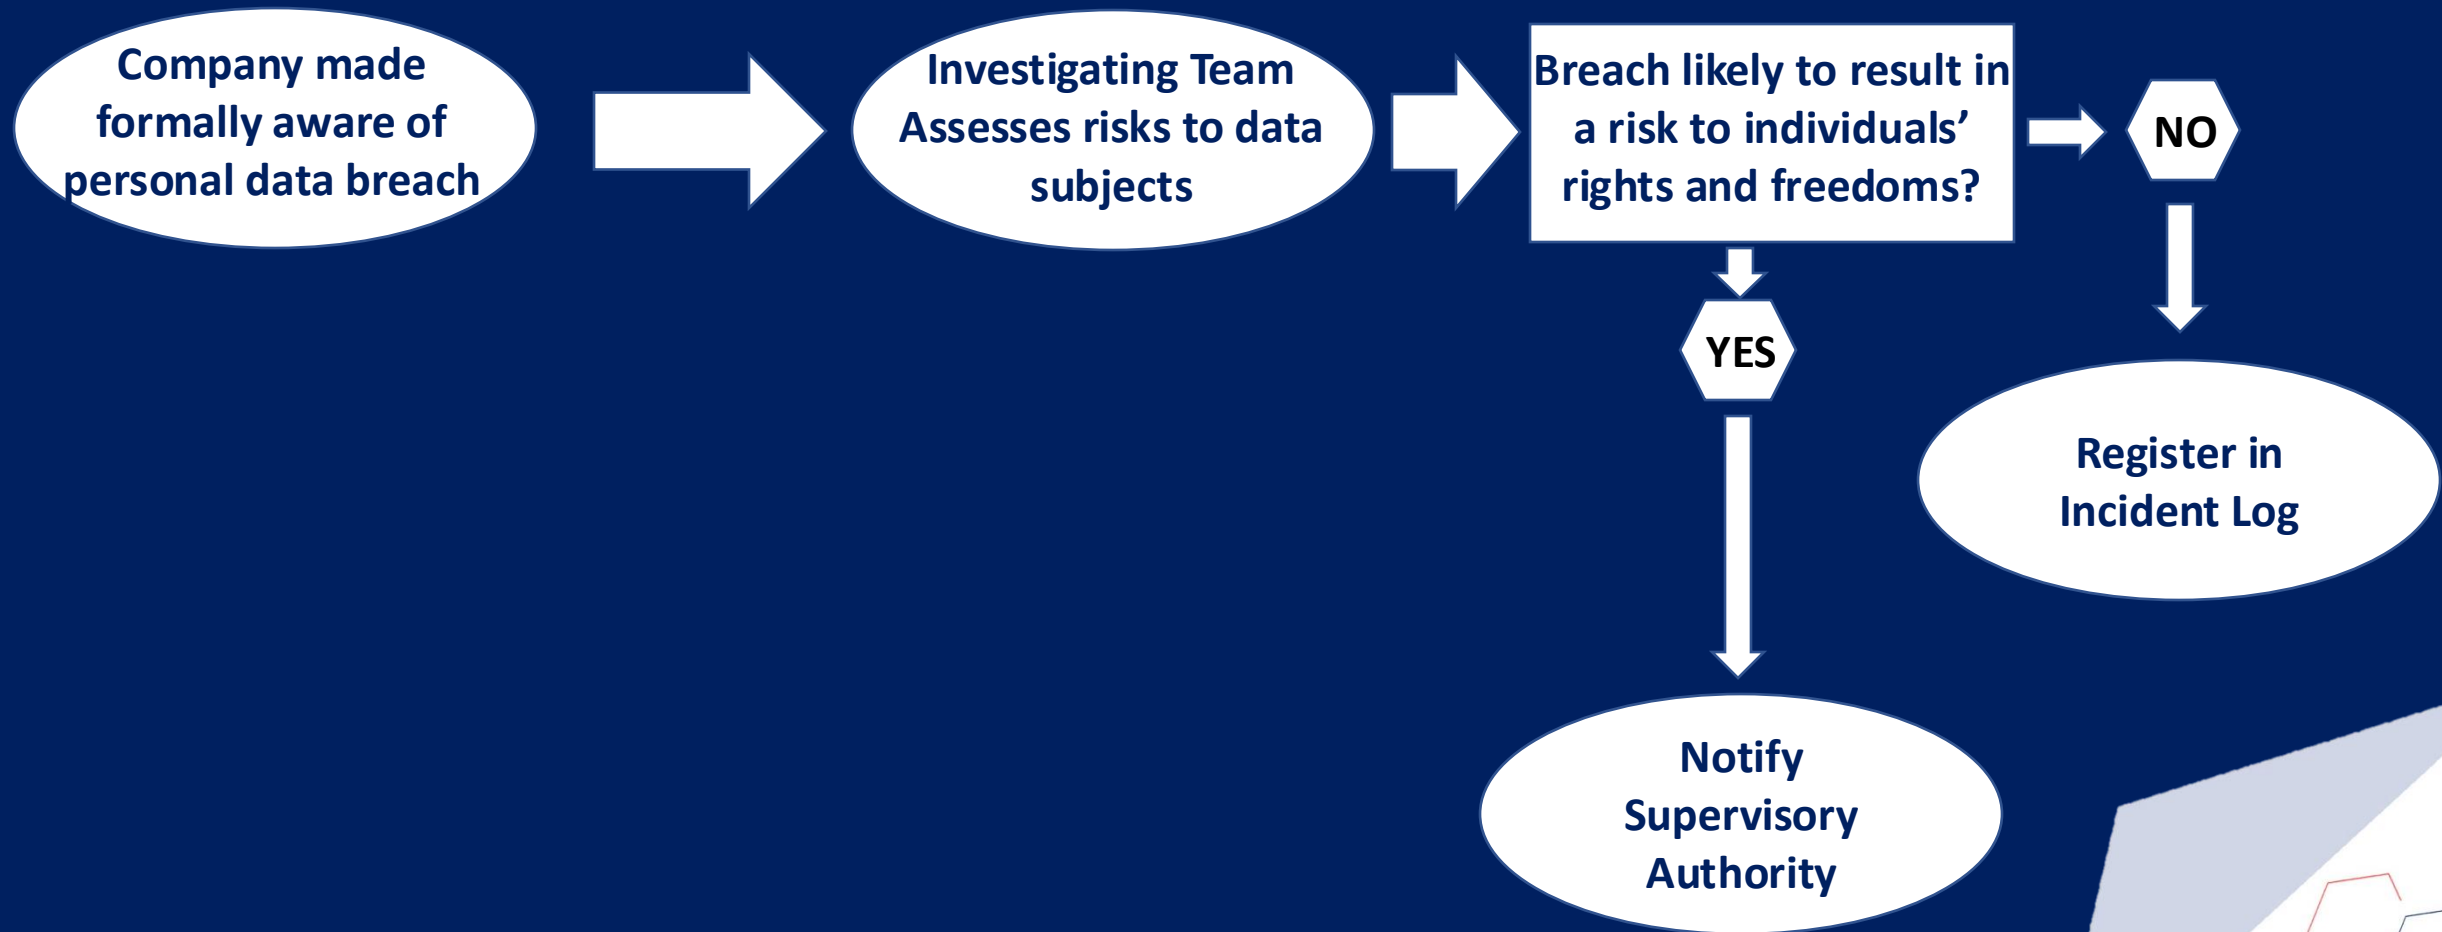 Company made
formally aware of
personal data breach
Investigating Team
Assesses risks to data
subjects
Breach likely to result in
a risk to individuals’
rights and freedoms?
NO
YES
Register in
Incident Log
Notify
Supervisory
Authority